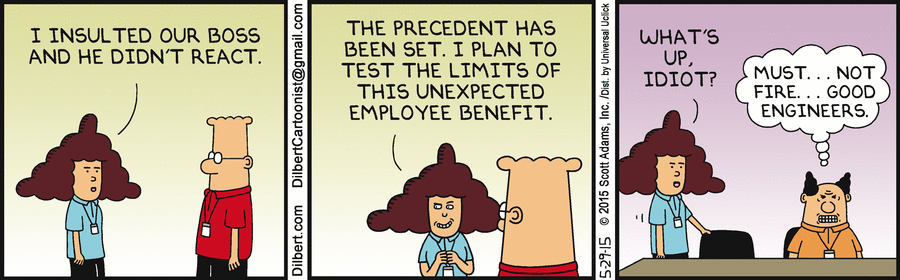 I INSULTED OUR BOSS
AND HE DIDN'T REACT.
DilbertCartoonist@gmail.com
Dilbert.com
THE PRECEDENT HAS
BEEN SET. I PLAN TO
TEST THE LIMITS OF
THIS UNEXPECTED
EMPLOYEE BENEFIT.
5-29-15 © 2015 Scott Adams, Inc. /Dist. by Universal Uclick
WHAT'S
UP,
IDIOT?
MUST... NOT
FIRE... GOOD
ENGINEERS.